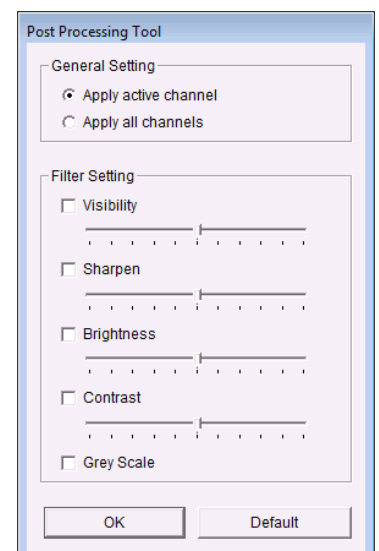 Post Processing Tool
General Setting
Apply active channel
Apply all channels
Filter Setting
Visibility
Sharpen
Brightness
Contrast
Grey Scale
OK
Default